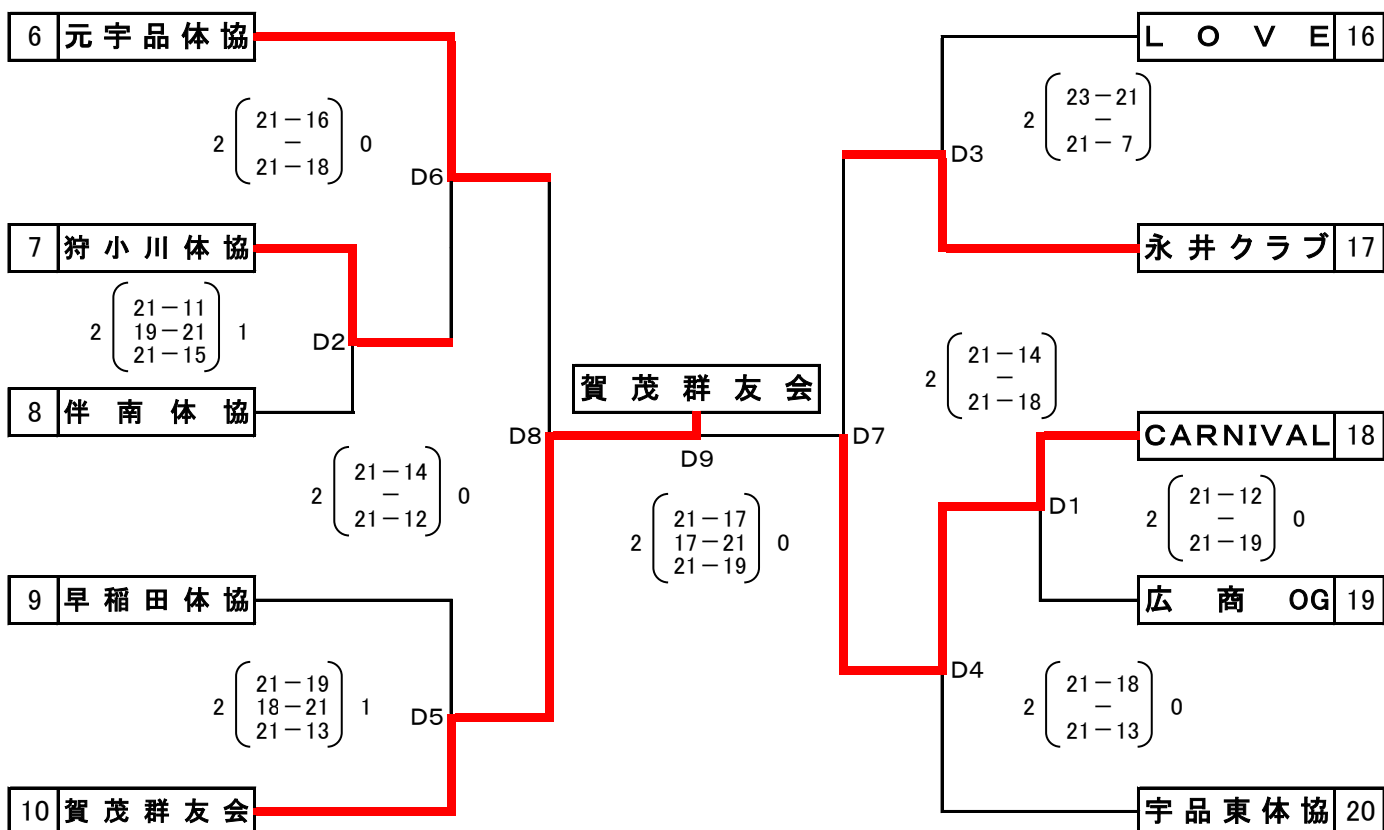 6 元宇品体協
2 21－16 0
－
21－18
D6
7 狩小川体協
21－11
2 19－21 1
21－15
D2
8 伴南体協
D8
2 21－14 0
－
21－12
9 早稲田体協
21－19
2 18－21 1
21－13
D5
10 賀茂群友会
賀茂群友会
D9
21－17
2 17－21 0
21－19
LOVE 16
23－21
2 －
21－7
D3
永井クラブ 17
21－14
2 －
21－18
D7
CARNIVAL 18
D1
21－12
2 － 0
21－19
広商OG 19
D4
21－18
2 － 0
21－13
宇品東体協 20